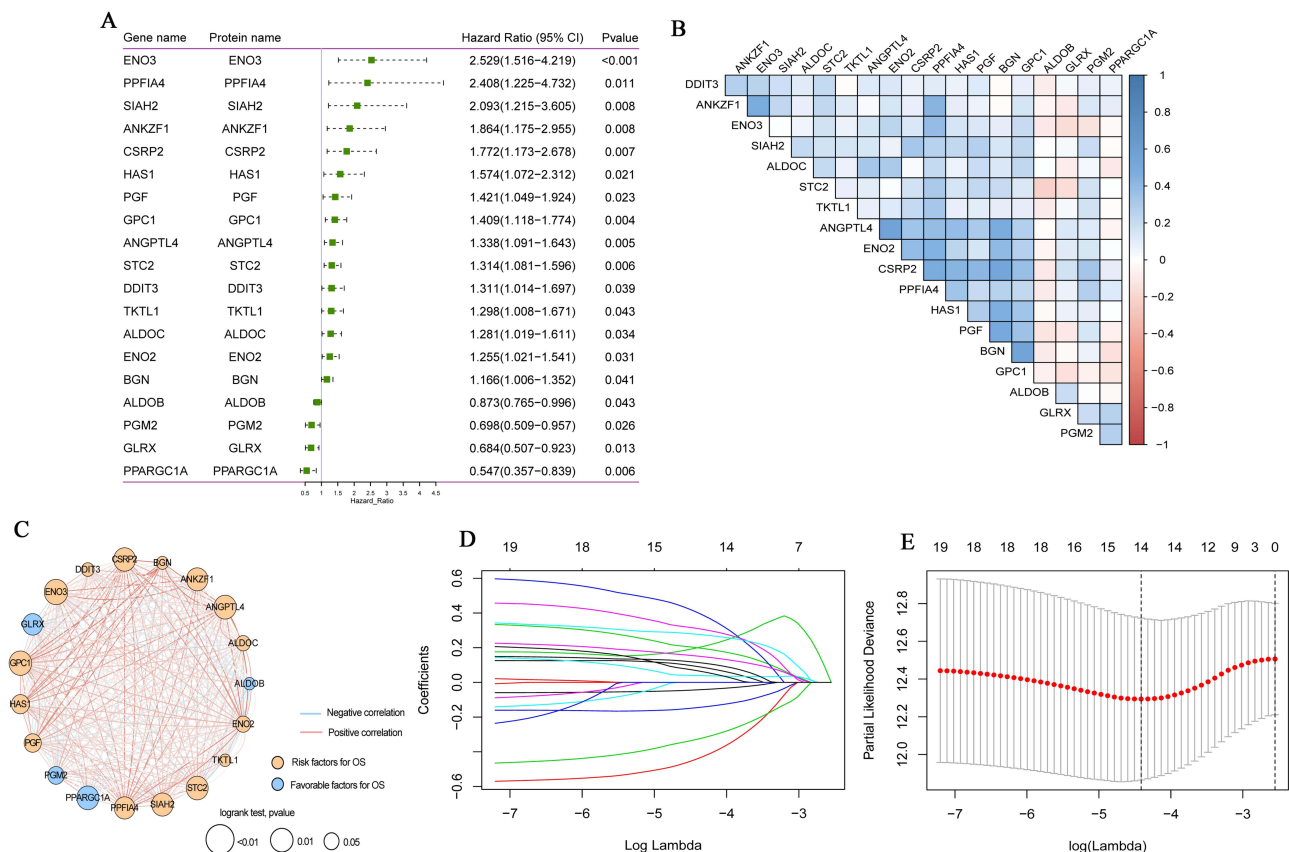 A
Gene name Protein name Hazard Ratio (95% CI) Pvalue
ENO3 ENO3 2.529(1.516−4.219) <0.001
PPFIA4 PPFIA4 2.408(1.225−4.732) 0.011
SIAH2 SIAH2 2.093(1.215−3.605) 0.008
ANKZF1 ANKZF1 1.864(1.175−2.955) 0.008
CSRP2 CSRP2 1.772(1.173−2.678) 0.007
HAS1 HAS1 1.574(1.072−2.312) 0.021
PGF PGF 1.421(1.049−1.924) 0.023
GPC1 GPC1 1.409(1.118−1.774) 0.004
ANGPTL4 ANGPTL4 1.338(1.091−1.643) 0.005
STC2 STC2 1.314(1.081−1.596) 0.006
DDIT3 DDIT3 1.311(1.014−1.697) 0.039
TKTL1 TKTL1 1.298(1.008−1.671) 0.043
ALDOC ALDOC 1.281(1.019−1.611) 0.034
ENO2 ENO2 1.255(1.021−1.541) 0.031
BGN BGN 1.166(1.006−1.352) 0.041
ALDOB ALDOB 0.873(0.765−0.996) 0.043
PGM2 PGM2 0.698(0.509−0.957) 0.026
GLRX GLRX 0.684(0.507−0.923) 0.013
PPARGC1A PPARGC1A 0.547(0.357−0.839) 0.006
0.5 1 1.5 2 2.5 3 3.5 4 4.5
Hazard_Ratio
B
ANKZF1 ENO3 SIAH2 ALDOC STC2 TKTL1 ANGPTL4 ENO2 CSRP2 PPFIA4 HAS1 PGF BGN GPC1 ALDOB GLRX PGM2 PPARGC1A
DDIT3
ANKZF1
ENO3
SIAH2
ALDOC
STC2
TKTL1
ANGPTL4
ENO2
CSRP2
PPFIA4
HAS1
PGF
BGN
GPC1
ALDOB
GLRX
PGM2
1
0.8
0.6
0.4
0.2
0
−0.2
−0.4
−0.6
−0.8
−1
C
CSRP2
BGN
DDIT3
ANKZF1
ENO3
ANGPTL4
GLRX
ALDOC
GPC1
ALDOB
HAS1
ENO2
PGF
TKTL1
PGM2
STC2
PPARGC1A
SIAH2
PPFIA4
Negative correlation
Positive correlation
Risk factors for OS
Favorable factors for OS
logrank test, pvalue
<0.01 0.01 0.05
D
19 18 15 14 7
0.6
0.4
0.2
0.0
−0.2
−0.6
Coefficients
−7 −6 −5 −4 −3
Log Lambda
E
19 19 18 18 16 15 14 14 12 9 3 0
12.8
12.6
12.4
12.2
12.0
Partial Likelihood Deviance
−7 −6 −5 −4 −3
log(Lambda)